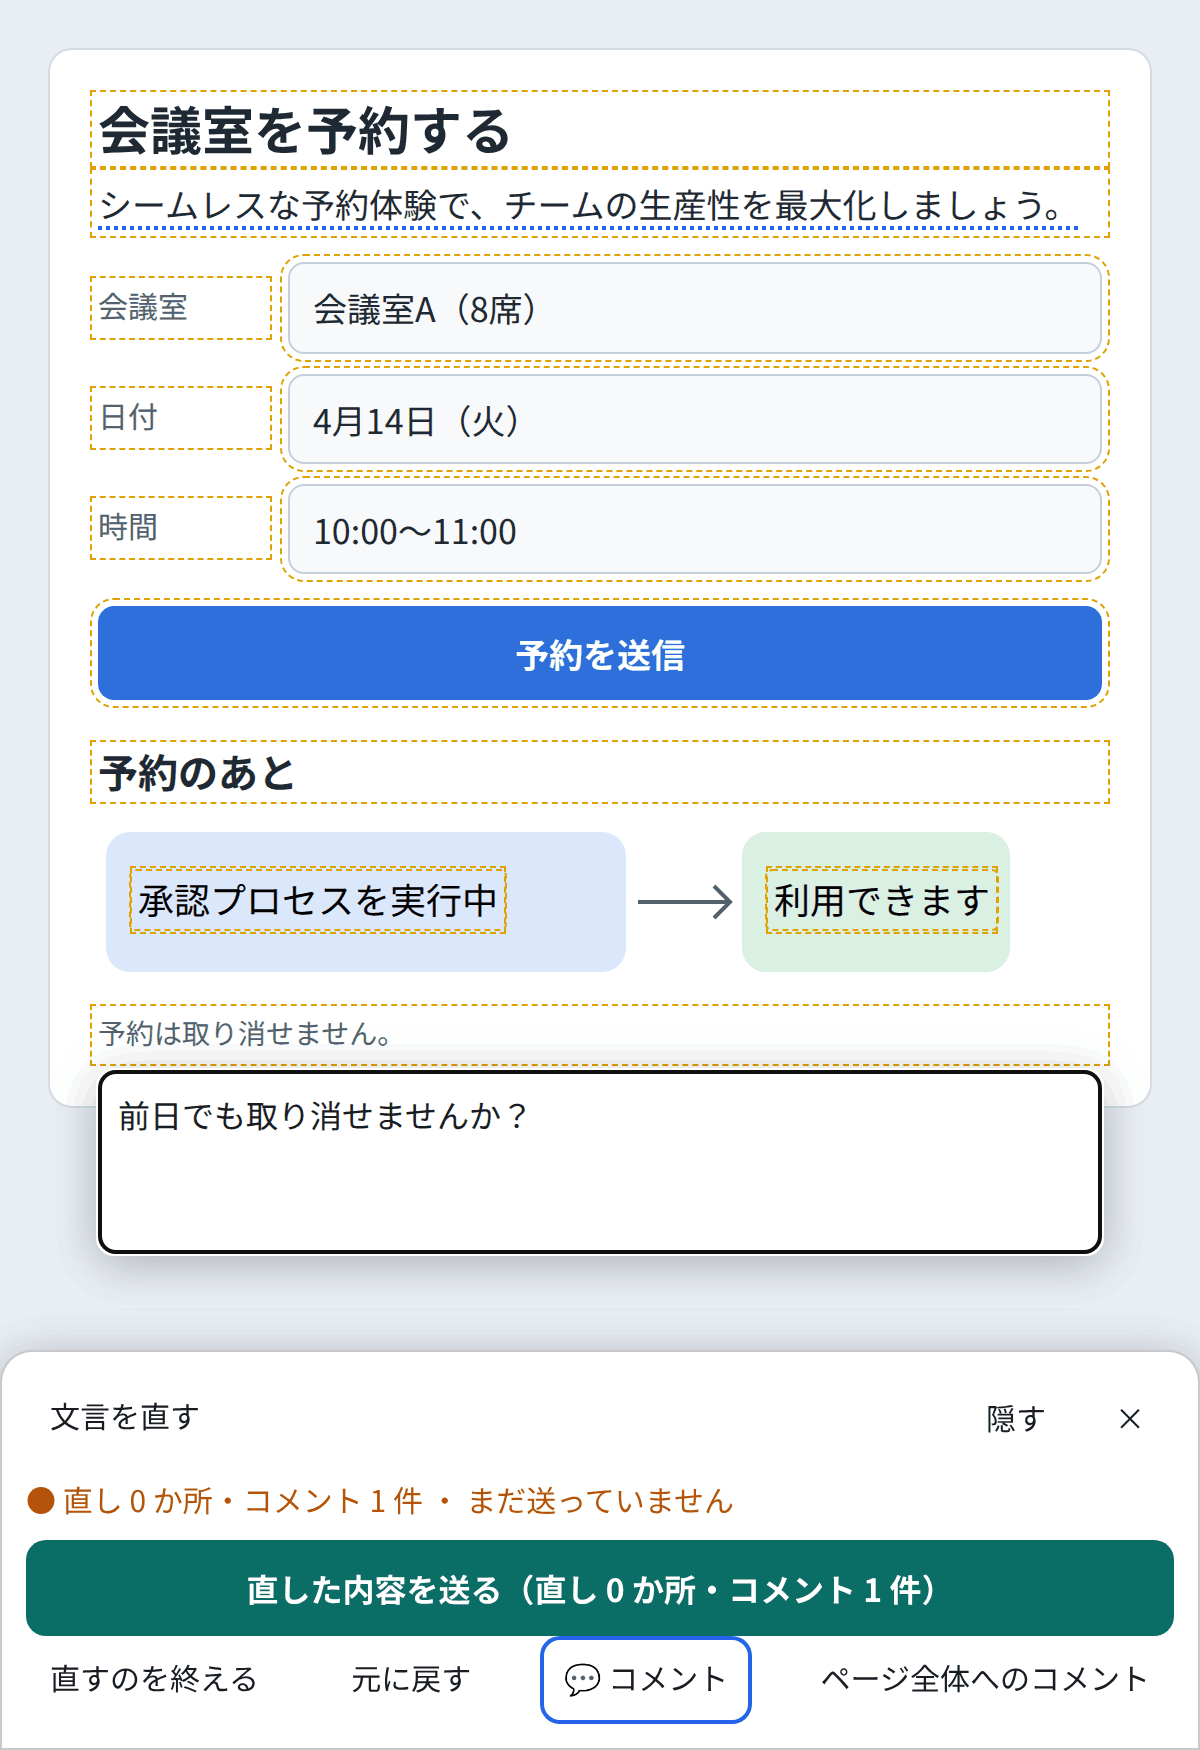 会議室を予約する
シームレスな予約体験で、チームの生産性を最大化しましょう。
会議室
会議室A（8席）
日付
4月14日（火）
時間
10:00〜11:00
予約を送信
予約のあと
承認プロセスを実行中
利用できます
予約は取り消せません。
前日でも取り消せませんか？
文言を直す
隠す
×
直し 0 か所・コメント 1 件 ・ まだ送っていません
直した内容を送る（直し 0 か所・コメント 1 件）
直すのを終える
元に戻す
💬 コメント
ページ全体へのコメント